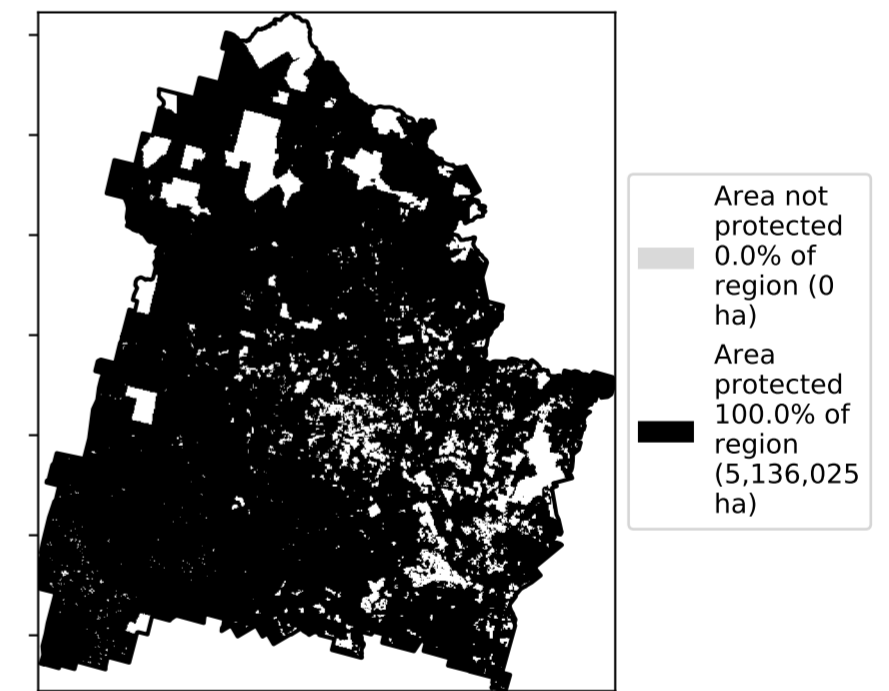 Area not
protected
0.0% of
region (0
ha)
Area
protected
100.0% of
region
(5,136,025
ha)